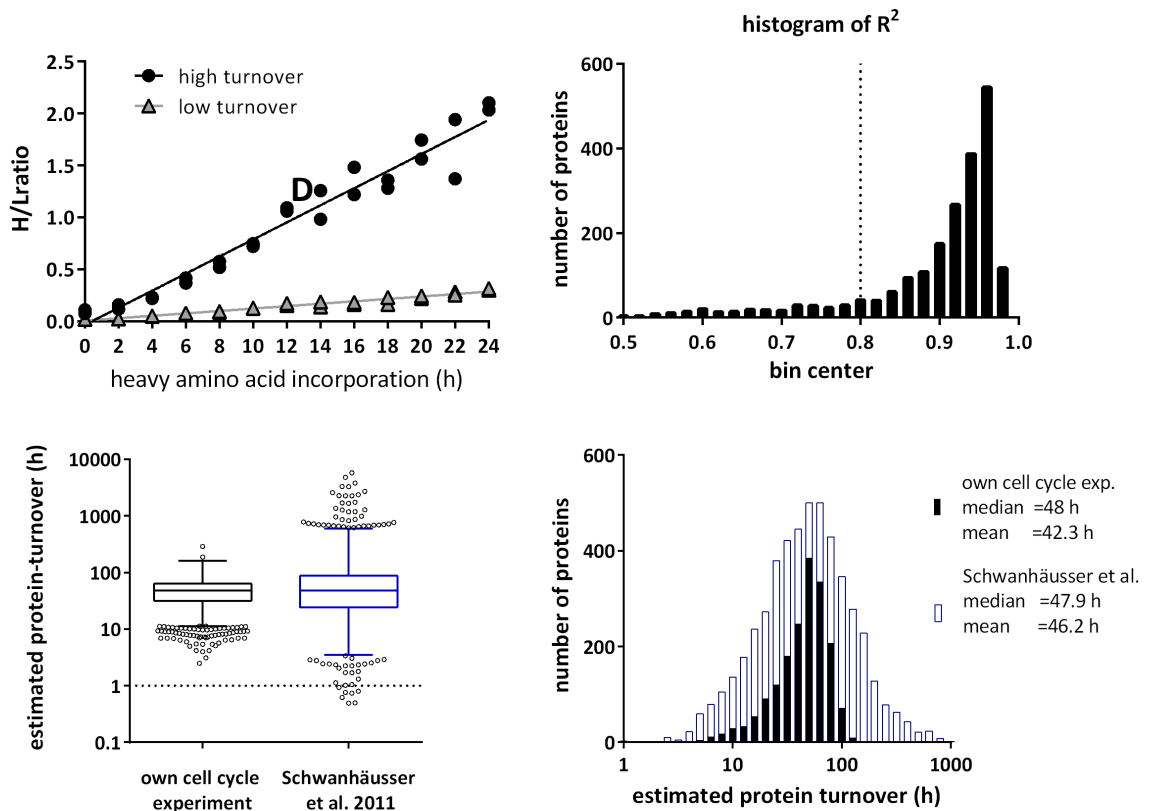 2.5
2.0
1.5
1.0
0.5
0.0
H/Lratio
high turnover
low turnover
D
0 2 4 6 8 10 12 14 16 18 20 22 24
heavy amino acid incorporation (h)
histogram of R²
600
400
200
0
number of proteins
0.5 0.6 0.7 0.8 0.9 1.0
bin center
10000
1000
100
10
1
0.1
estimated protein-turnover (h)
own cell cycle
experiment
Schwanhäusser
et al. 2011
600
400
200
0
number of proteins
1 10 100 1000
estimated protein turnover (h)
own cell cycle exp.
median =48 h
mean =42.3 h
Schwanhäusser et al.
median =47.9 h
mean =46.2 h